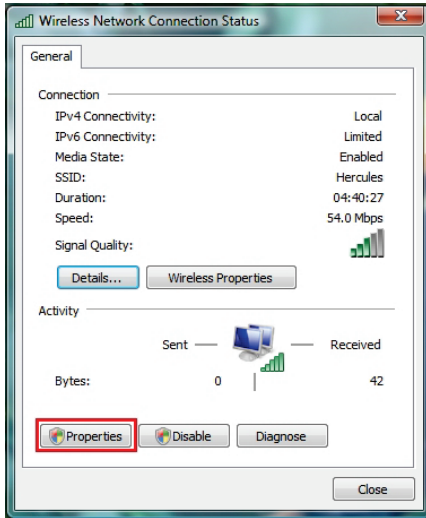 Wireless Network Connection Status
General
Connection
IPv4 Connectivity: Local
IPv6 Connectivity: Limited
Media State: Enabled
SSID: Hercules
Duration: 04:40:27
Speed: 54.0 Mbps
Signal Quality:
Details... Wireless Properties
Activity
Sent Received
Bytes: 0 42
Properties Disable Diagnose
Close